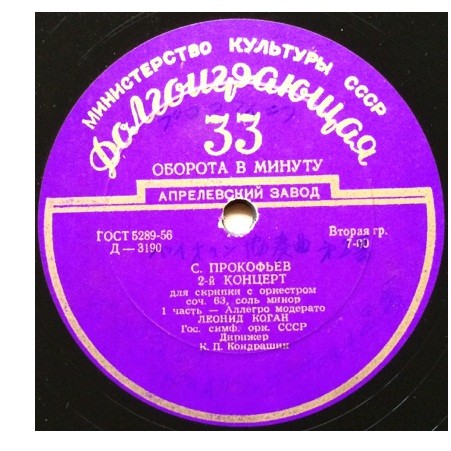 МИНИСТЕРСТВО КУЛЬТУРЫ СССР
Долгоиграющая
33
ОБОРОТА В МИНУТУ
АПРЕЛЕВСКИЙ ЗАВОД
ГОСТ 5289-56
Д — 3190
Вторая гр.
7-00
С. ПРОКОФЬЕВ
2-й КОНЦЕРТ
для скрипки с оркестром
соч. 63, соль минор
1 часть — Аллегро модерато
ЛЕОНИД КОГАН
Гос. симф. орк. СССР
Дирижер
К. П. Кондрашин